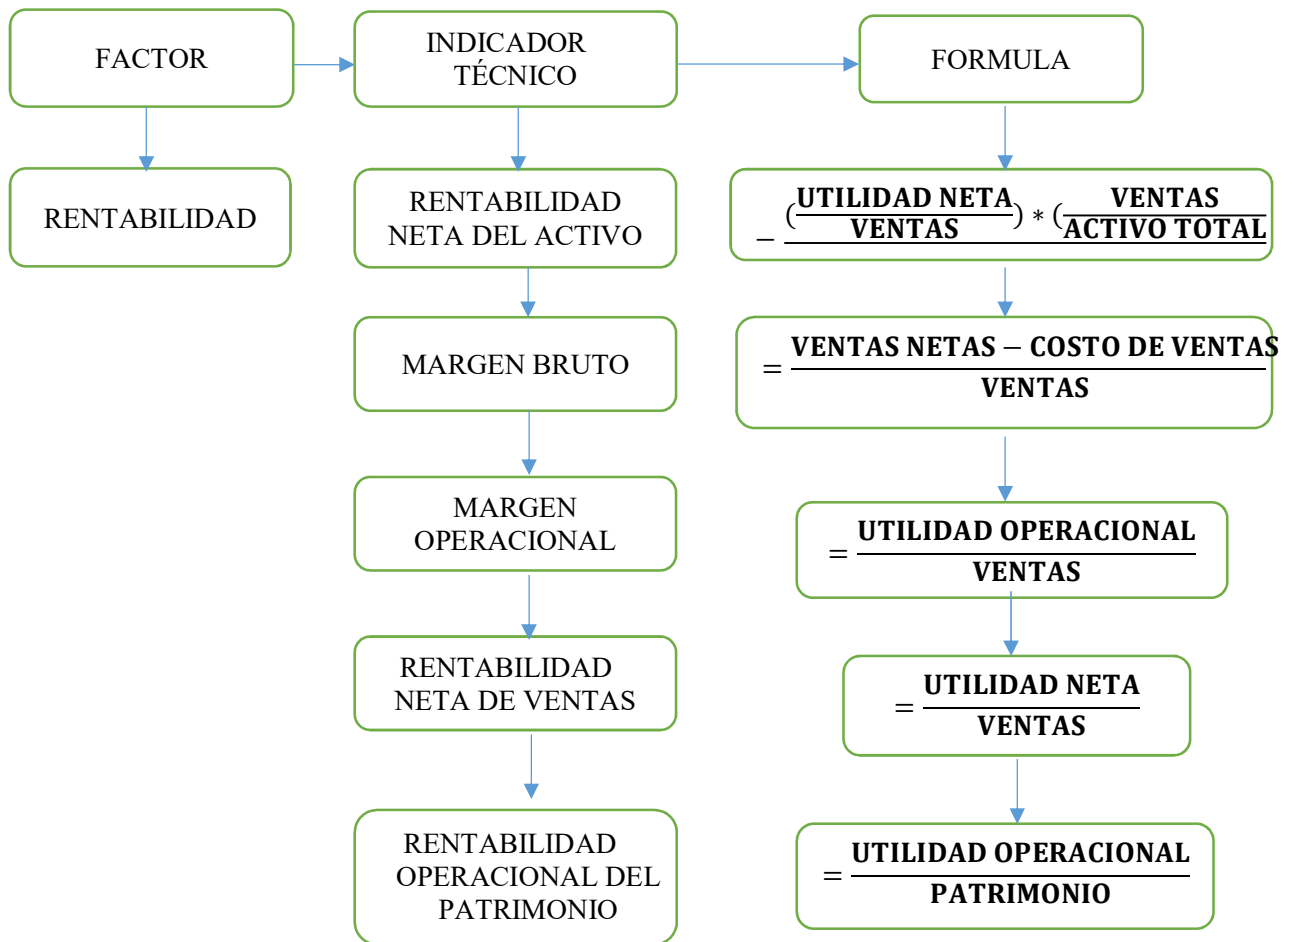 FACTOR
INDICADOR
TÉCNICO
FORMULA
RENTABILIDAD
RENTABILIDAD
NETA DEL ACTIVO
(UTILIDAD NETA) * (VENTAS
− VENTAS ACTIVO TOTAL
MARGEN BRUTO
VENTAS NETAS − COSTO DE VENTAS
=
VENTAS
MARGEN
OPERACIONAL
UTILIDAD OPERACIONAL
=
VENTAS
RENTABILIDAD
NETA DE VENTAS
UTILIDAD NETA
=
VENTAS
RENTABILIDAD
OPERACIONAL DEL
PATRIMONIO
UTILIDAD OPERACIONAL
=
PATRIMONIO